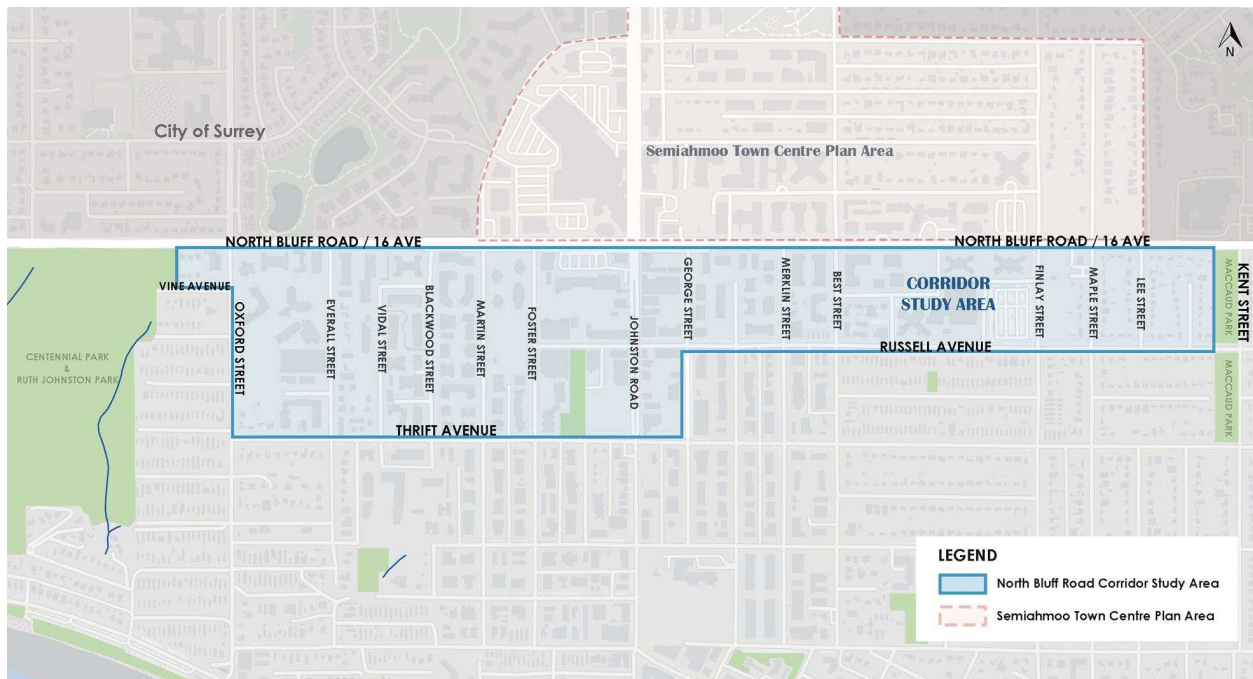 N
City of Surrey
Semiahmoo Town Centre Plan Area
NORTH BLUFF ROAD / 16 AVE
NORTH BLUFF ROAD / 16 AVE
VINE AVENUE
OXFORD STREET
EVERALL STREET
VIDAL STREET
BLACKWOOD STREET
MARTIN STREET
FOSTER STREET
JOHNSTON ROAD
GEORGE STREET
MERKLIN STREET
BEST STREET
CORRIDOR
STUDY AREA
FINLAY STREET
MAPLE STREET
LEE STREET
MACCAUD PARK
KENT STREET
RUSSELL AVENUE
CENTENNIAL PARK
&
RUTH JOHNSTON PARK
MACCAUD PARK
THRIFT AVENUE
LEGEND
North Bluff Road Corridor Study Area
Semiahmoo Town Centre Plan Area